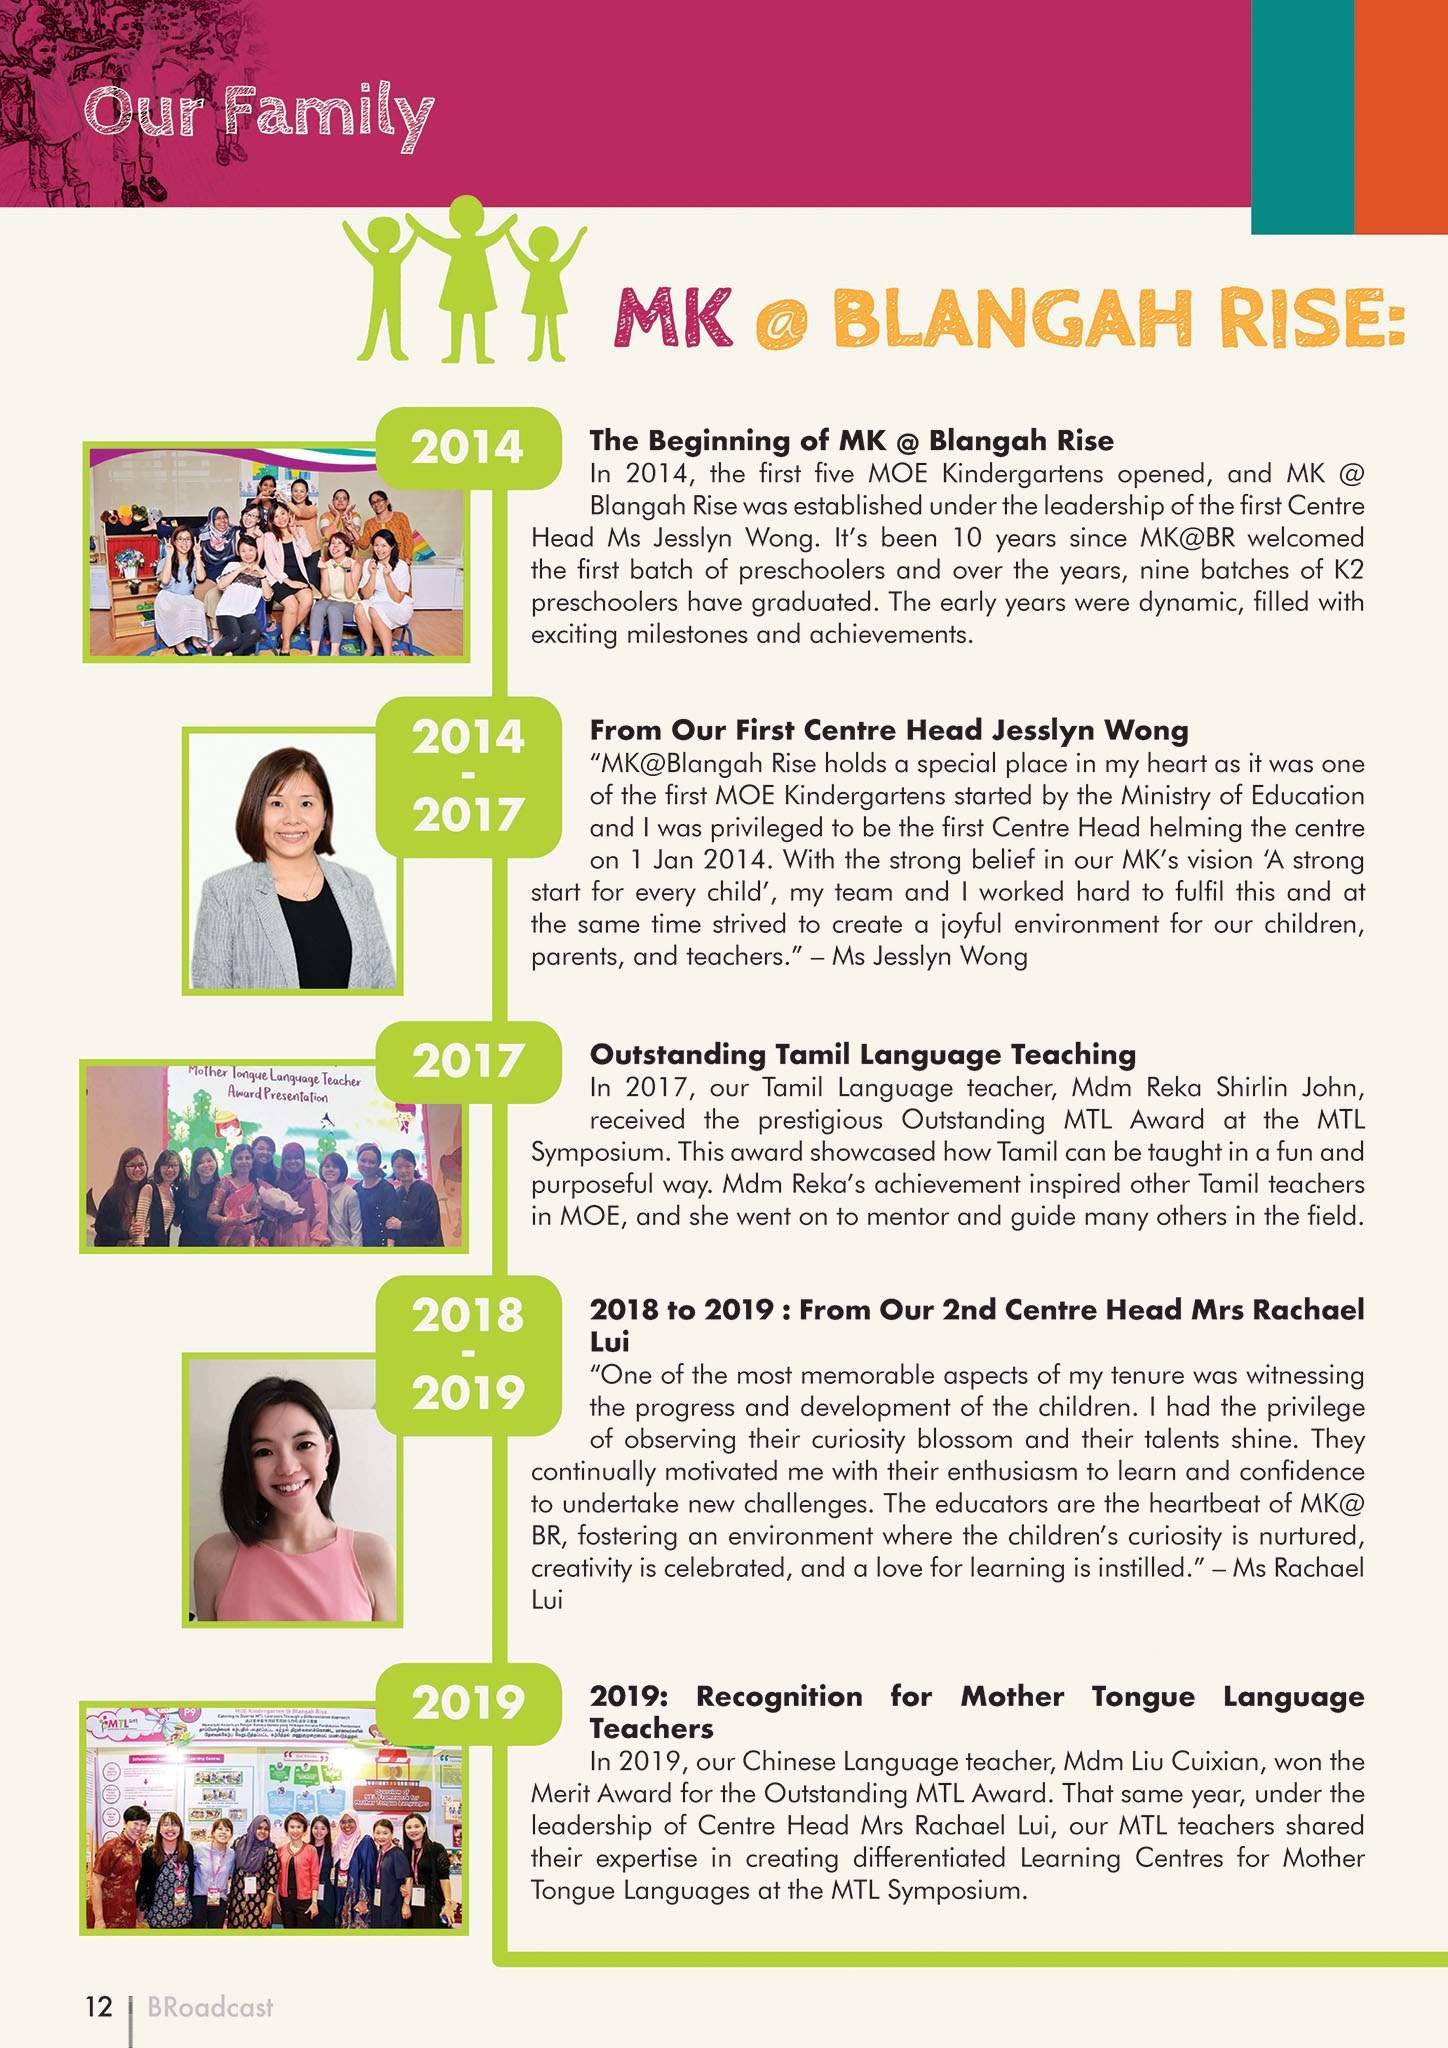 Our Family
MK @ BLANGAH RISE:
2014
The Beginning of MK @ Blangah Rise
In 2014, the first five MOE Kindergartens opened, and MK @
Blangah Rise was established under the leadership of the first Centre
Head Ms Jesslyn Wong. It’s been 10 years since MK@BR welcomed
the first batch of preschoolers and over the years, nine batches of K2
preschoolers have graduated. The early years were dynamic, filled with
exciting milestones and achievements.
2014
-
2017
From Our First Centre Head Jesslyn Wong
“MK@Blangah Rise holds a special place in my heart as it was one
of the first MOE Kindergartens started by the Ministry of Education
and I was privileged to be the first Centre Head helming the centre
on 1 Jan 2014. With the strong belief in our MK’s vision ‘A strong
start for every child’, my team and I worked hard to fulfil this and at
the same time strived to create a joyful environment for our children,
parents, and teachers.” – Ms Jesslyn Wong
2017
Mother Tongue Language Teacher
Award Presentation
Outstanding Tamil Language Teaching
In 2017, our Tamil Language teacher, Mdm Reka Shirlin John,
received the prestigious Outstanding MTL Award at the MTL
Symposium. This award showcased how Tamil can be taught in a fun and
purposeful way. Mdm Reka’s achievement inspired other Tamil teachers
in MOE, and she went on to mentor and guide many others in the field.
2018
-
2019
2018 to 2019 : From Our 2nd Centre Head Mrs Rachael
Lui
“One of the most memorable aspects of my tenure was witnessing
the progress and development of the children. I had the privilege
of observing their curiosity blossom and their talents shine. They
continually motivated me with their enthusiasm to learn and confidence
to undertake new challenges. The educators are the heartbeat of MK@
BR, fostering an environment where the children’s curiosity is nurtured,
creativity is celebrated, and a love for learning is instilled.” – Ms Rachael
Lui
2019
P9
MOE Kindergarten @ Blangah Rise
Catering to Diverse MTL Learners Through a Differentiated Approach
MTL
Overview of
NEL Framework for
Mother Tongue Languages
2019: Recognition for Mother Tongue Language
Teachers
In 2019, our Chinese Language teacher, Mdm Liu Cuixian, won the
Merit Award for the Outstanding MTL Award. That same year, under the
leadership of Centre Head Mrs Rachael Lui, our MTL teachers shared
their expertise in creating differentiated Learning Centres for Mother
Tongue Languages at the MTL Symposium.
12
BRoadcast